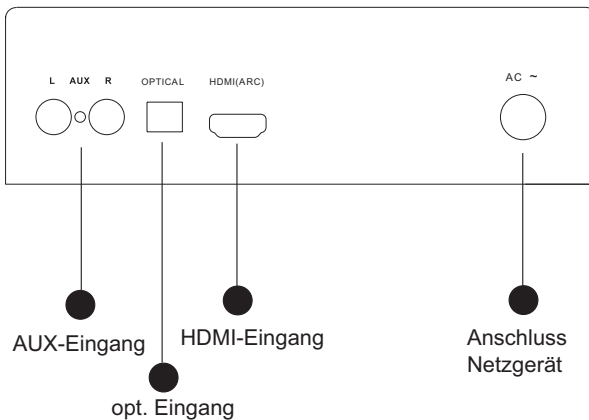 L AUX R OPTICAL HDMI(ARC) AC ~
AUX-Eingang
HDMI-Eingang
Anschluss
Netzgerät
opt. Eingang